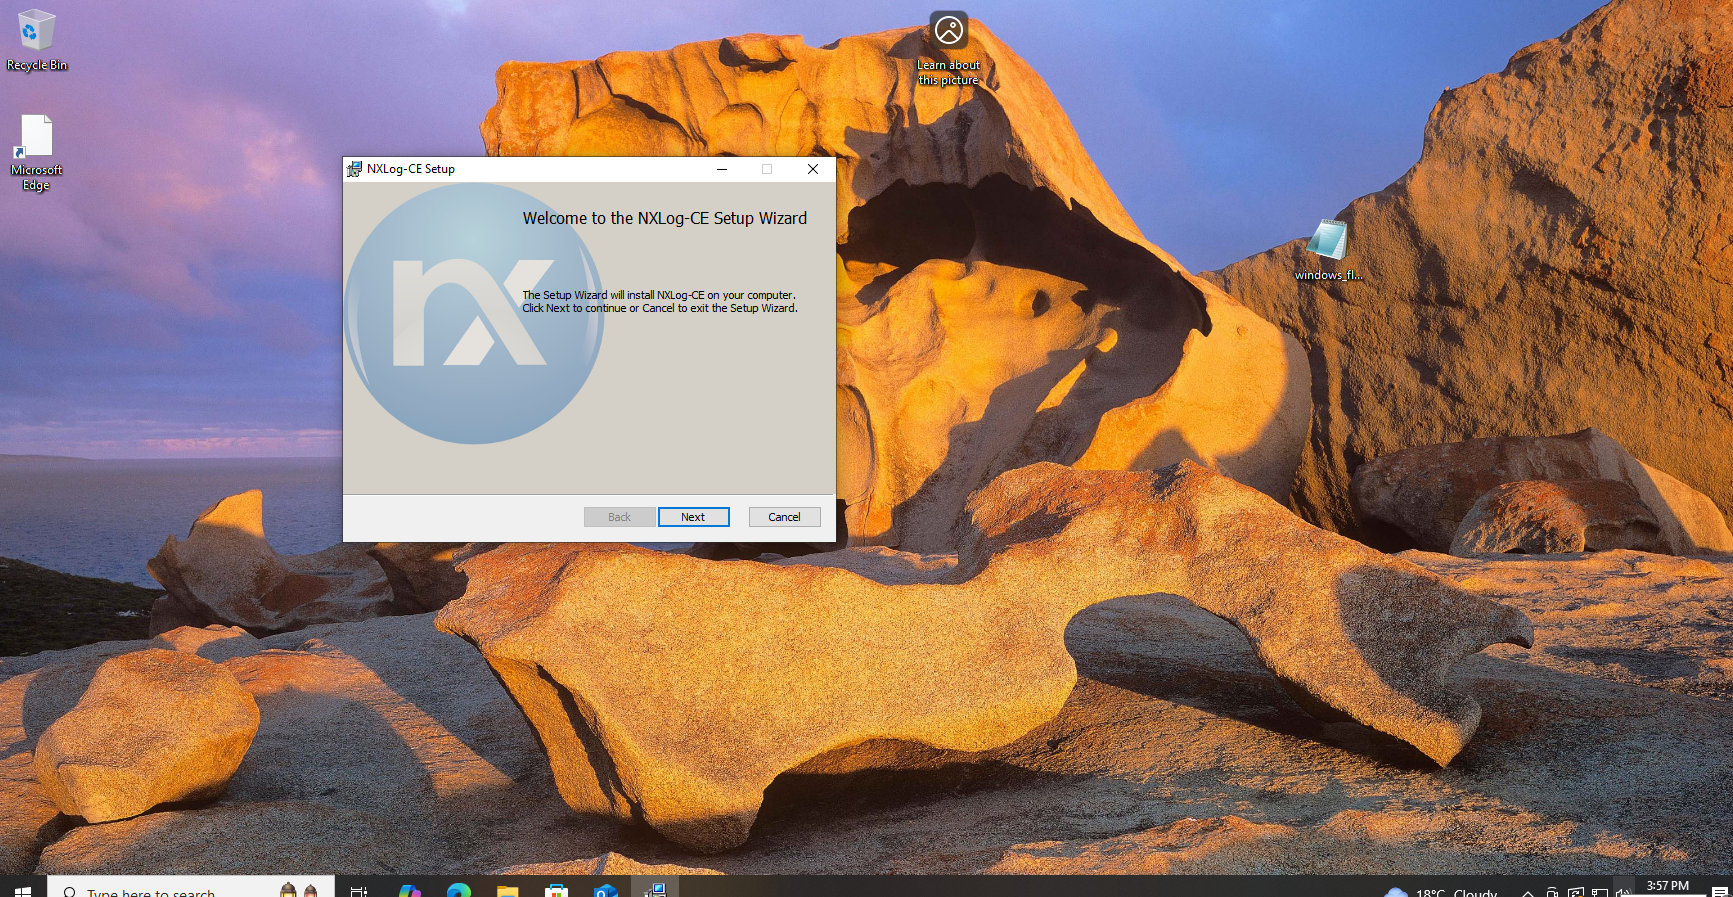 Recycle Bin
Microsoft
Edge
Learn about
this picture
windows_fl...
NXLog-CE Setup
nx
Welcome to the NXLog-CE Setup Wizard
The Setup Wizard will install NXLog-CE on your computer.
Click Next to continue or Cancel to exit the Setup Wizard.
Back
Next
Cancel
Type here to search
18°C Cloudy
3:57 PM